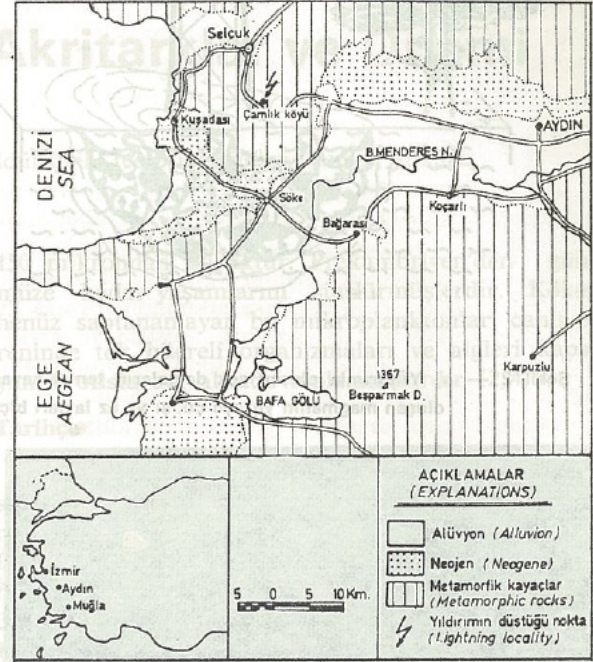 Selçuk
Çamlık köyü
Kuşadası
AYDIN
DENİZİ
SEA
B.MENDERES N.
Söke
Koçarlı
Bağarası
EGE
AEGEAN
Karpuzlu
1367
Beşparmak D.
BAFA GÖLÜ
AÇIKLAMALAR
(EXPLANATIONS)
Alüvyon (Alluvion)
Neojen (Neogene)
Metamorfik kayaçlar
(Metamorphic rocks)
Yıldırımın düştüğü nokta
(Lightning locality)
İzmir
Aydın
Muğla
5 0 5 10 Km.